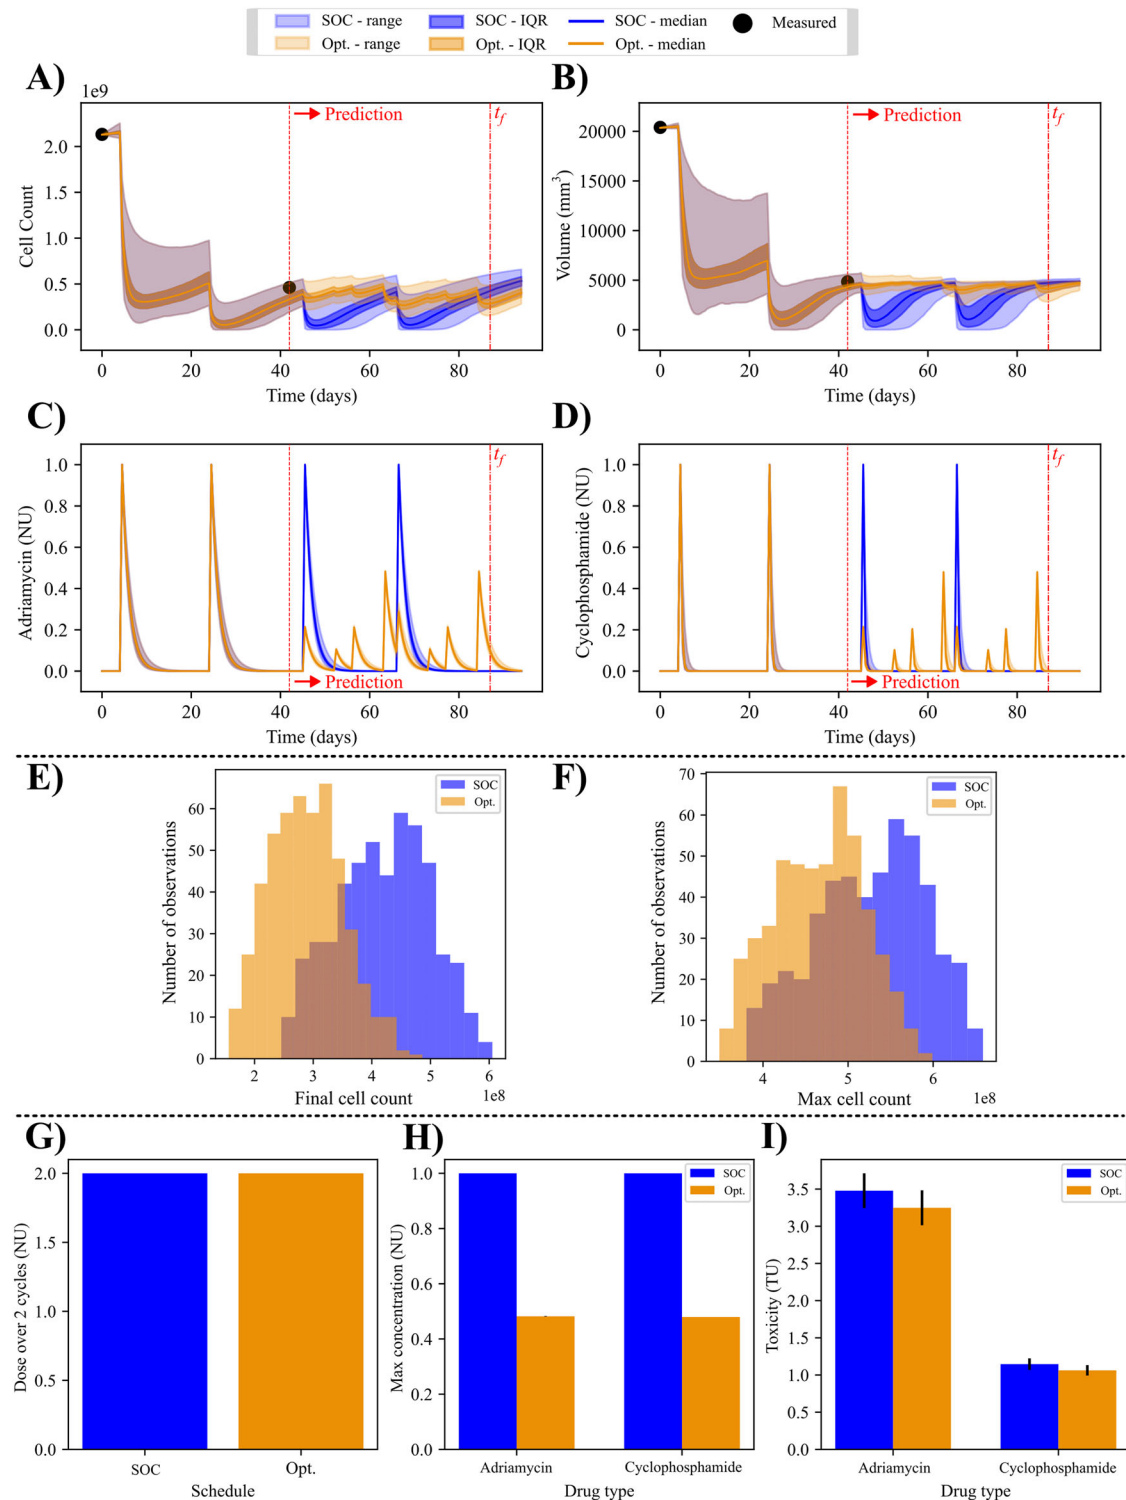 SOC - range SOC - IQR SOC - median Measured
Opt. - range Opt. - IQR Opt. - median
A)
1e9
Prediction
t_f
2.0
1.5
1.0
0.5
0.0
Cell Count
0 20 40 60 80
Time (days)
B)
Prediction
t_f
20000
15000
10000
5000
0
Volume (mm³)
0 20 40 60 80
Time (days)
C)
t_f
1.0
0.8
0.6
0.4
0.2
0.0
Adriamycin (NU)
Prediction
0 20 40 60 80
Time (days)
D)
t_f
1.0
0.8
0.6
0.4
0.2
0.0
Cyclophosphamide (NU)
Prediction
0 20 40 60 80
Time (days)
E)
SOC
Opt.
60
50
40
30
20
10
0
Number of observations
2 3 4 5 6
Final cell count
1e8
F)
SOC
Opt.
70
60
50
40
30
20
10
0
Number of observations
4 5 6
Max cell count
1e8
G)
2.0
1.5
1.0
0.5
0.0
Dose over 2 cycles (NU)
SOC Opt.
Schedule
H)
SOC
Opt.
1.0
0.8
0.6
0.4
0.2
0.0
Max concentration (NU)
Adriamycin Cyclophosphamide
Drug type
I)
SOC
Opt.
3.5
3.0
2.5
2.0
1.5
1.0
0.5
0.0
Toxicity (TU)
Adriamycin Cyclophosphamide
Drug type